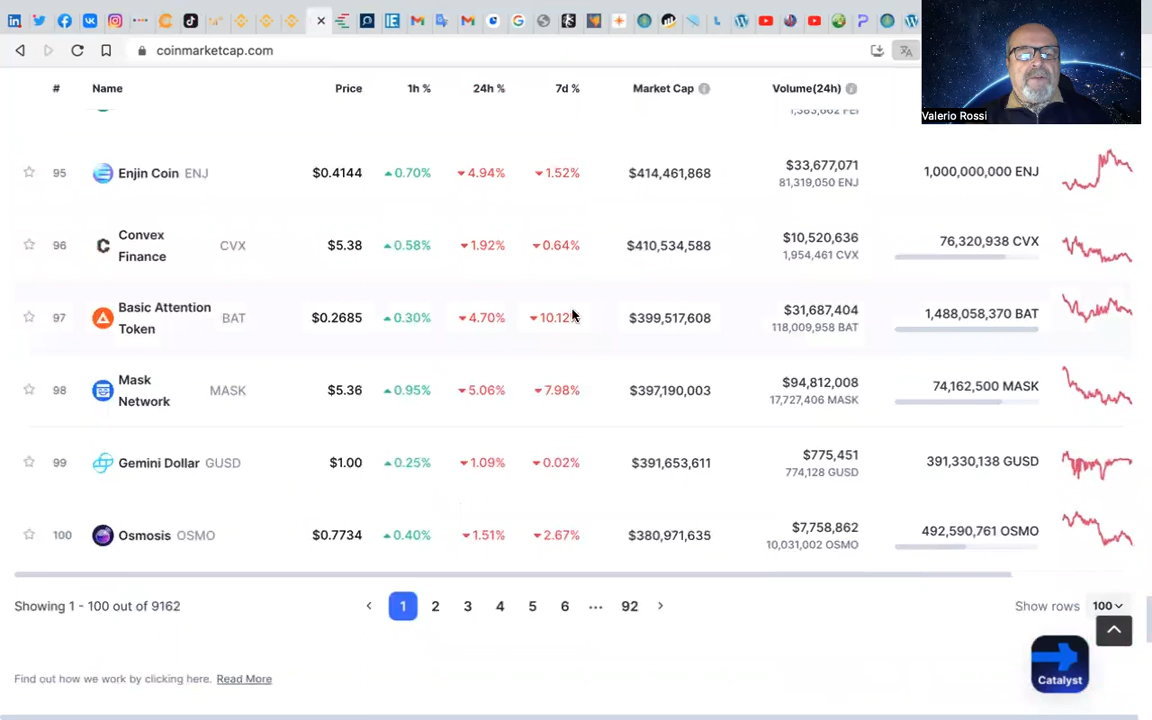 coinmarketcap.com
Valerio Rossi
# Name Price 1h % 24h % 7d % Market Cap Volume(24h)
95 Enjin Coin ENJ $0.4144 0.70% 4.94% 1.52% $414,461,868 $33,677,071 1,000,000,000 ENJ
81,319,050 ENJ
Convex
96 CVX $5.38 0.58% 1.92% 0.64% $410,534,588 $10,520,636 76,320,938 CVX
Finance 1,954,461 CVX
Basic Attention
97 BAT $0.2685 0.30% 4.70% 10.12% $399,517,608 $31,687,404 1,488,058,370 BAT
Token 118,009,958 BAT
Mask
98 MASK $5.36 0.95% 5.06% 7.98% $397,190,003 $94,812,008 74,162,500 MASK
Network 17,727,406 MASK
99 Gemini Dollar GUSD $1.00 0.25% 1.09% 0.02% $391,653,611 $775,451 391,330,138 GUSD
774,128 GUSD
100 Osmosis OSMO $0.7734 0.40% 1.51% 2.67% $380,971,635 $7,758,862 492,590,761 OSMO
10,031,002 OSMO
Showing 1 - 100 out of 9162 1 2 3 4 5 6 ... 92 Show rows 100
Catalyst
Find out how we work by clicking here. Read More